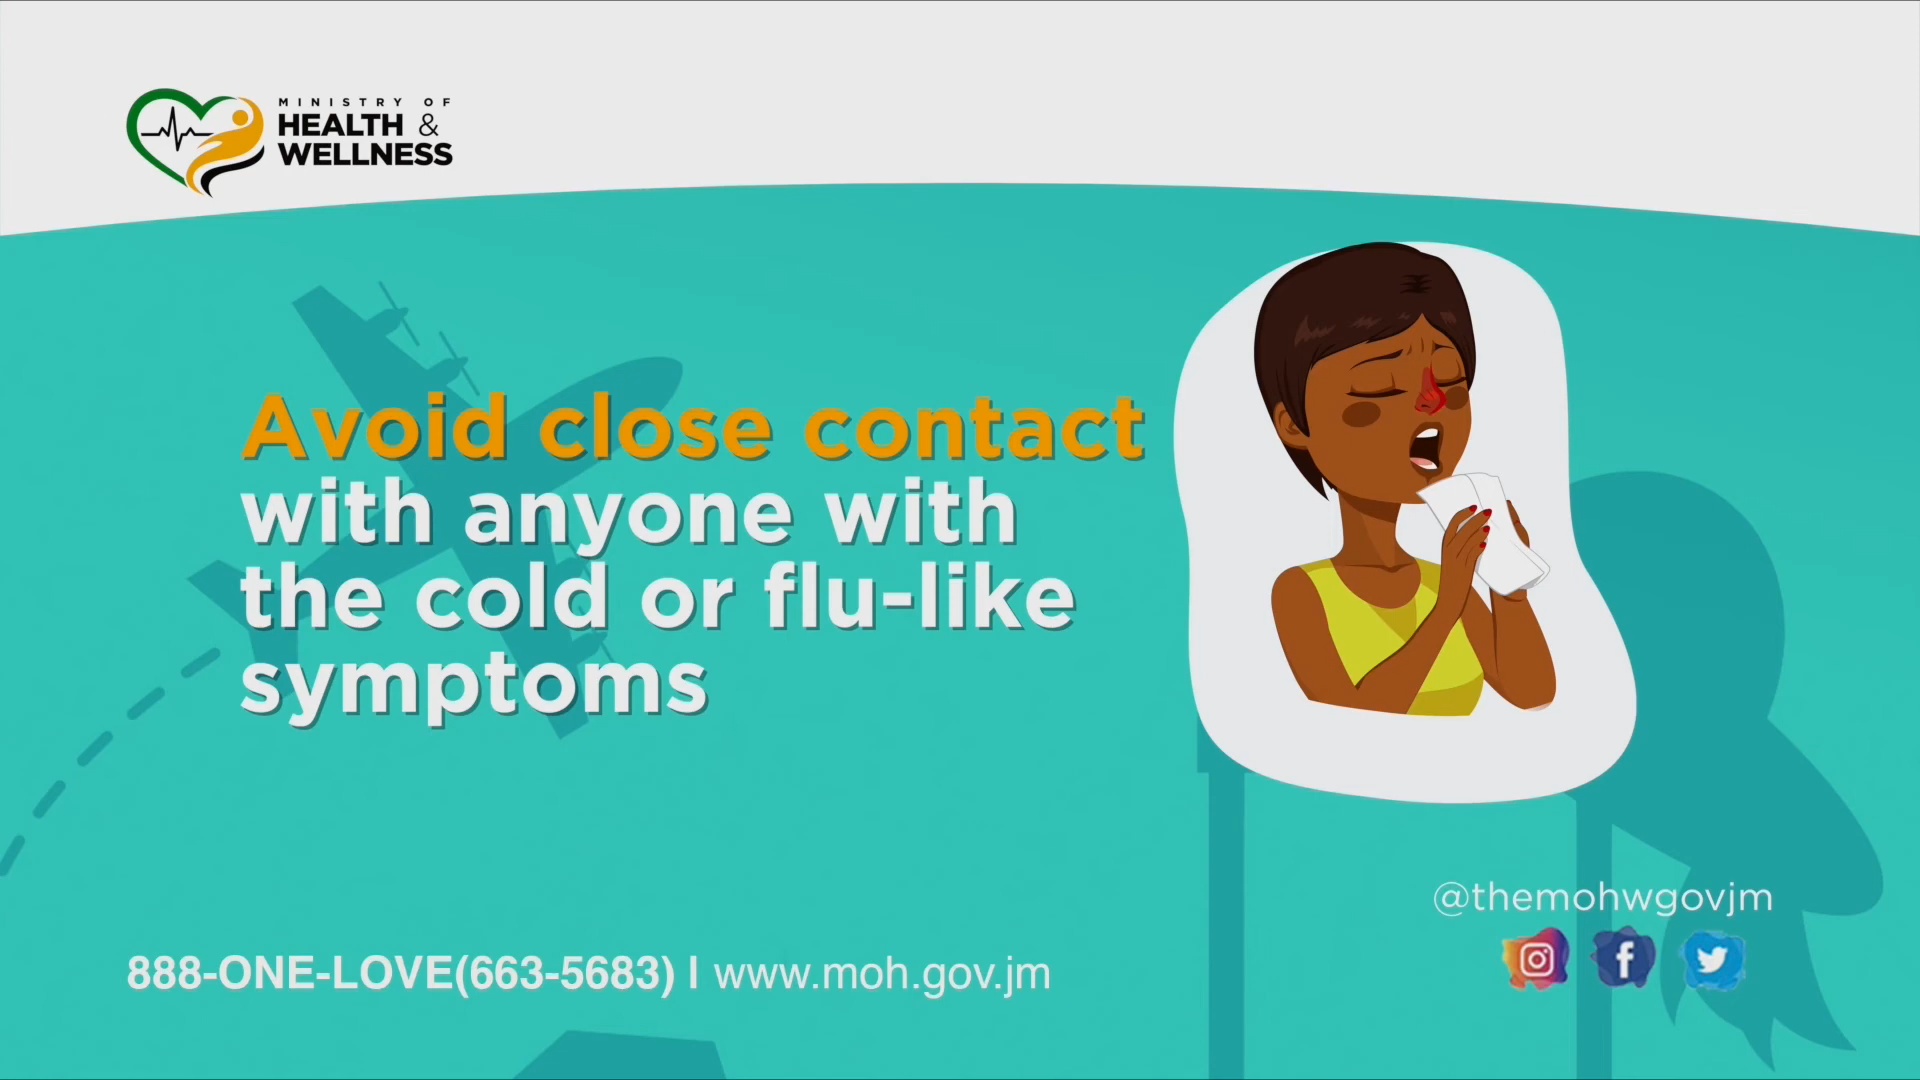 MINISTRY OF
HEALTH &
WELLNESS
Avoid close contact
with anyone with
the cold or flu-like
symptoms
@themohwgovjm
888-ONE-LOVE(663-5683) I www.moh.gov.jm